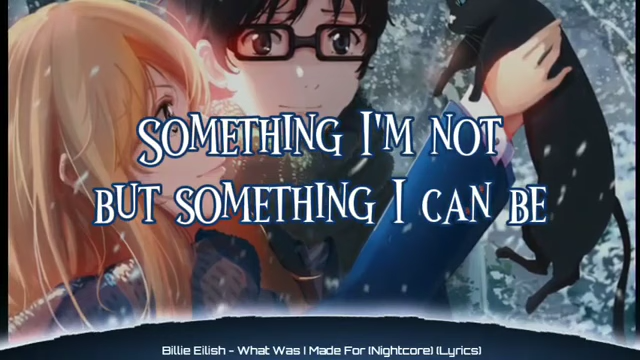 SOMETHING I'M NOT
BUT SOMETHING I CAN BE
Billie Eilish - What Was I Made For (Nightcore) (Lyrics)